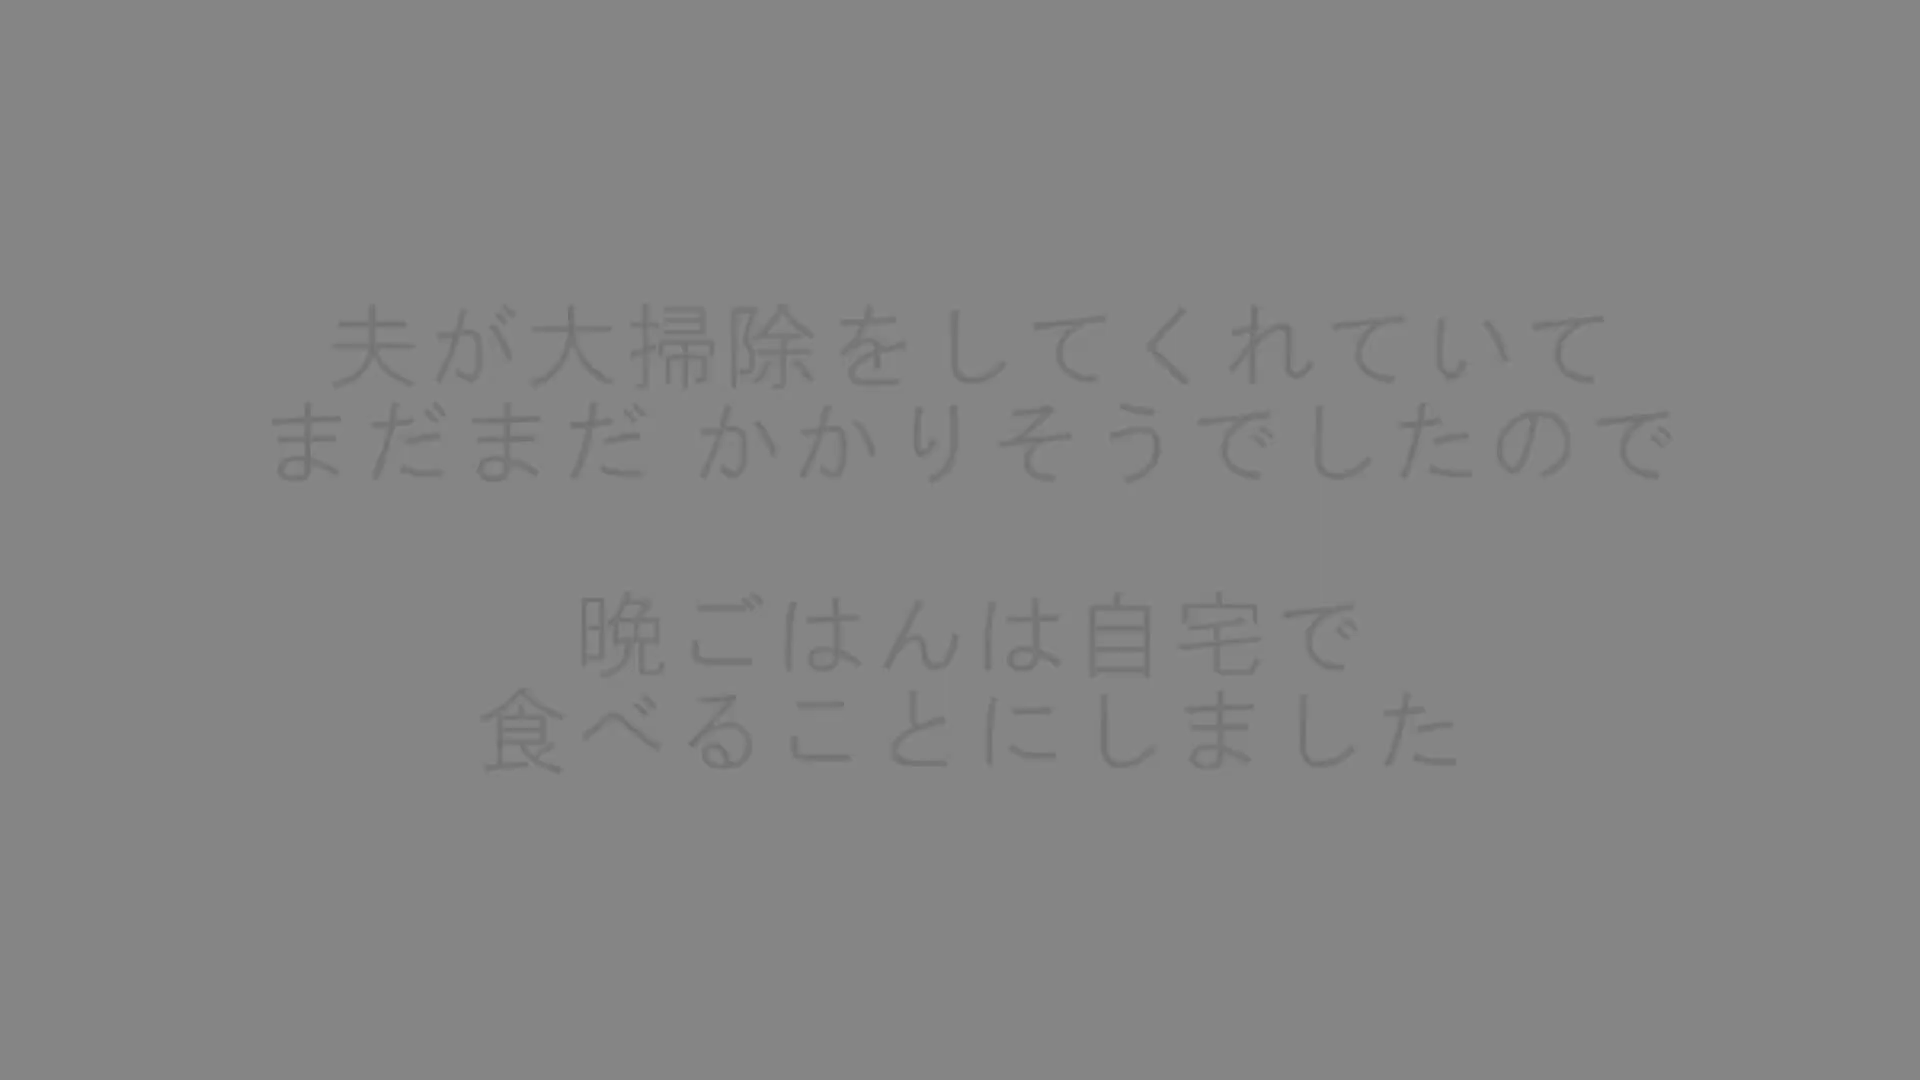 夫が大掃除をしてくれていて
まだまだ かかりそうでしたので
晩ごはんは自宅で
食べることにしました